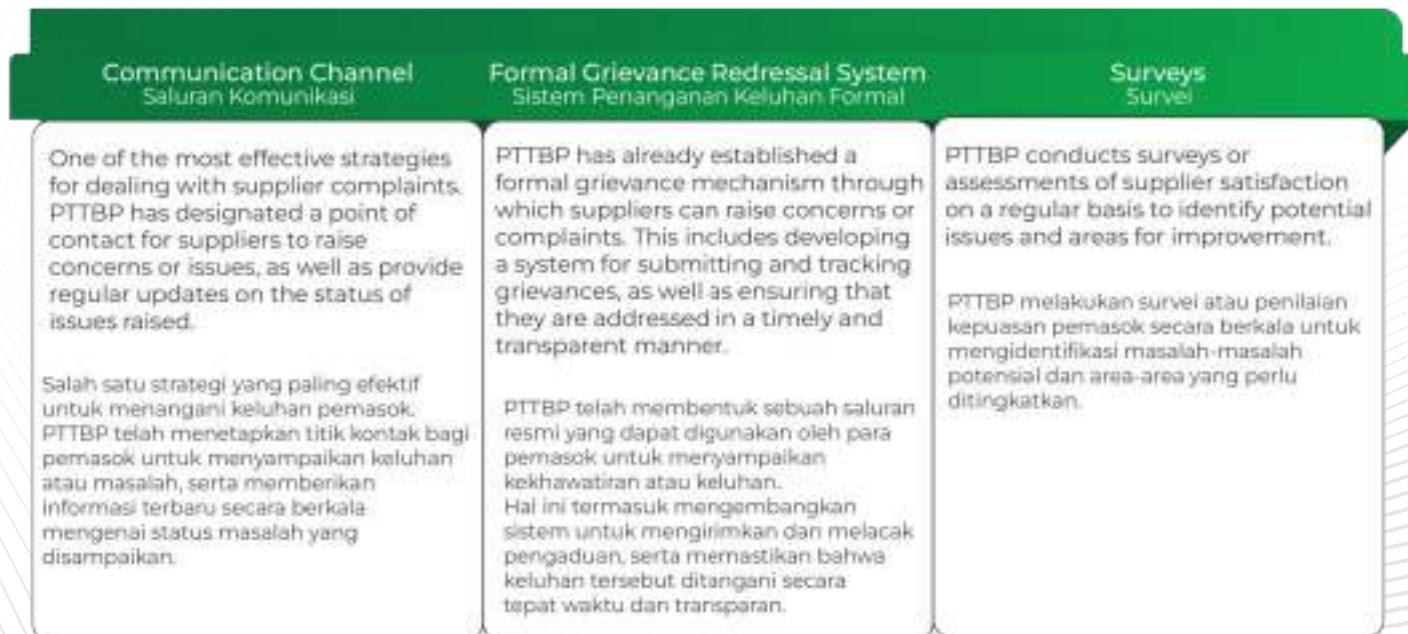 Communication Channel
Saluran Komunikasi
One of the most effective strategies
for dealing with supplier complaints.
PTTBP has designated a point of
contact for suppliers to raise
concerns or issues, as well as provide
regular updates on the status of
issues raised.
Salah satu strategi yang paling efektif
untuk menangani keluhan pemasok.
PTTBP telah menetapkan titik kontak bagi
pemasok untuk menyampaikan keluhan
atau masalah, serta memberikan
informasi terbaru secara berkala
mengenai status masalah yang
disampaikan.
Formal Grievance Redressal System
Sistem Penanganan Keluhan Formal
PTTBP has already established a
formal grievance mechanism through
which suppliers can raise concerns or
complaints. This includes developing
a system for submitting and tracking
grievances, as well as ensuring that
they are addressed in a timely and
transparent manner.
PTTBP telah membentuk sebuah saluran
resmi yang dapat digunakan oleh para
pemasok untuk menyampaikan
kekhawatiran atau keluhan.
Hal ini termasuk mengembangkan
sistem untuk mengirimkan dan melacak
pengaduan, serta memastikan bahwa
keluhan tersebut ditangani secara
tepat waktu dan transparan.
Surveys
Survei
PTTBP conducts surveys or
assessments of supplier satisfaction
on a regular basis to identify potential
issues and areas for improvement.
PTTBP melakukan survei atau penilaian
kepuasan pemasok secara berkala untuk
mengidentifikasi masalah-masalah
potensial dan area-area yang perlu
ditingkatkan.